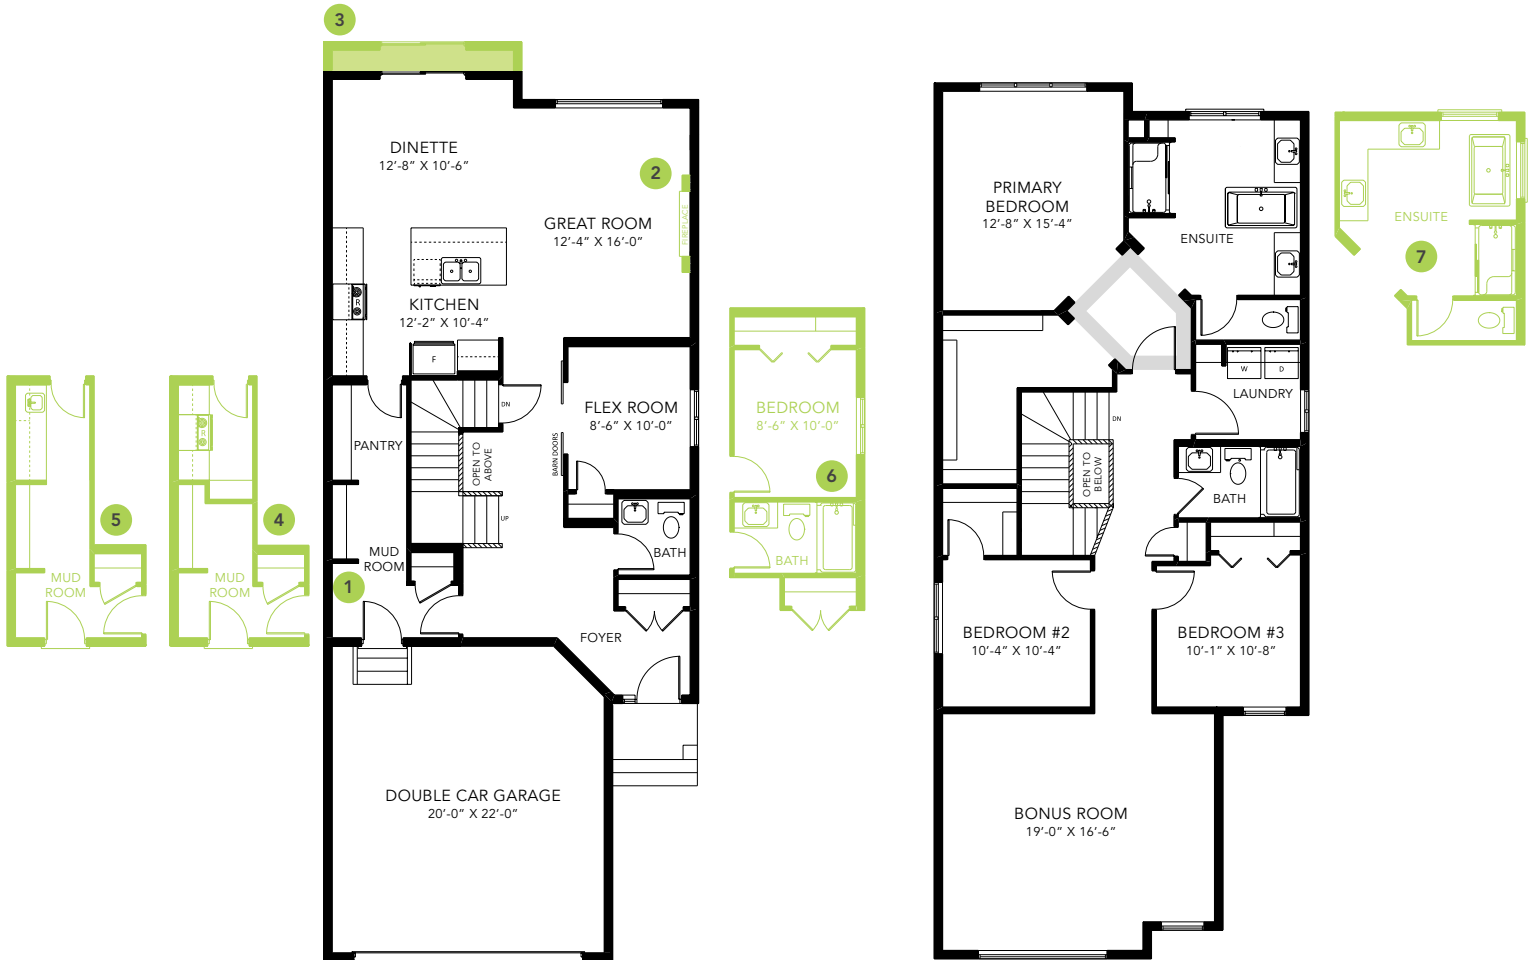 3
DINETTE
12'-8" X 10'-6"
2
GREAT ROOM
12'-4" X 16'-0"
FIREPLACE
R
KITCHEN
12'-2" X 10'-4"
F
PANTRY
DN
OPEN TO
ABOVE
UP
BARN DOORS
FLEX ROOM
8'-6" X 10'-0"
BATH
MUD
ROOM
1
FOYER
DOUBLE CAR GARAGE
20'-0" X 22'-0"
5
MUD
ROOM
R
4
MUD
ROOM
BEDROOM
8'-6" X 10'-0"
6
BATH
PRIMARY
BEDROOM
12'-8" X 15'-4"
ENSUITE
W
D
LAUNDRY
DN
OPEN TO
BELOW
BATH
BEDROOM #2
10'-4" X 10'-4"
BEDROOM #3
10'-1" X 10'-8"
BONUS ROOM
19'-0" X 16'-6"
ENSUITE
7